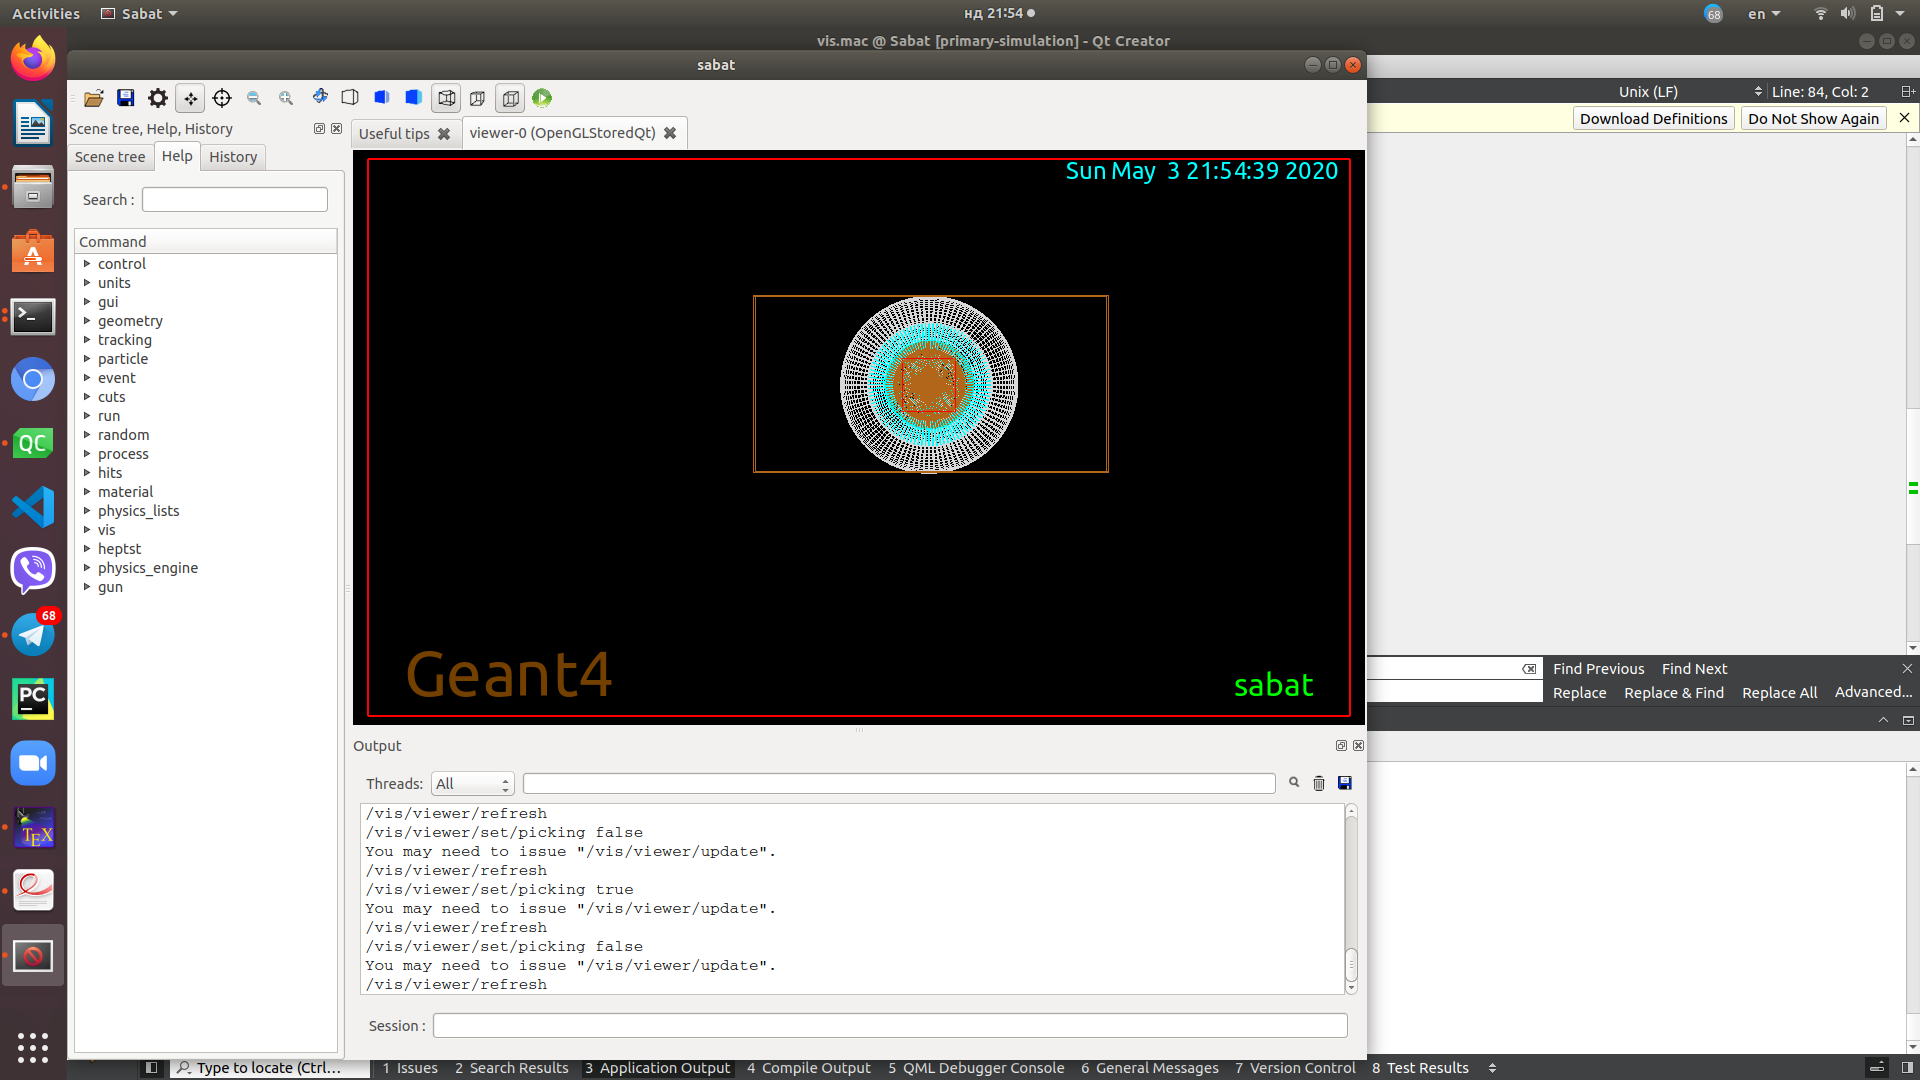 Activities
Sabat
нд 21:54
68
en
vis.mac @ Sabat [primary-simulation] - Qt Creator
sabat
Unix (LF)
Line: 84, Col: 2
Scene tree, Help, History
Useful tips
viewer-0 (OpenGLStoredQt)
Download Definitions
Do Not Show Again
Scene tree
Help
History
Sun May  3 21:54:39 2020
Search :
Command
control
units
gui
geometry
tracking
particle
event
cuts
run
random
process
hits
material
physics_lists
vis
heptst
physics_engine
gun
QC
68
PC
TEX
Geant4
sabat
Find Previous
Find Next
Replace
Replace & Find
Replace All
Advanced...
Output
Threads:
All
/vis/viewer/refresh
/vis/viewer/set/picking false
You may need to issue "/vis/viewer/update".
/vis/viewer/refresh
/vis/viewer/set/picking true
You may need to issue "/vis/viewer/update".
/vis/viewer/refresh
/vis/viewer/set/picking false
You may need to issue "/vis/viewer/update".
/vis/viewer/refresh
Session :
Type to locate (Ctrl...
1 Issues
2 Search Results
3 Application Output
4 Compile Output
5 QML Debugger Console
6 General Messages
7 Version Control
8 Test Results